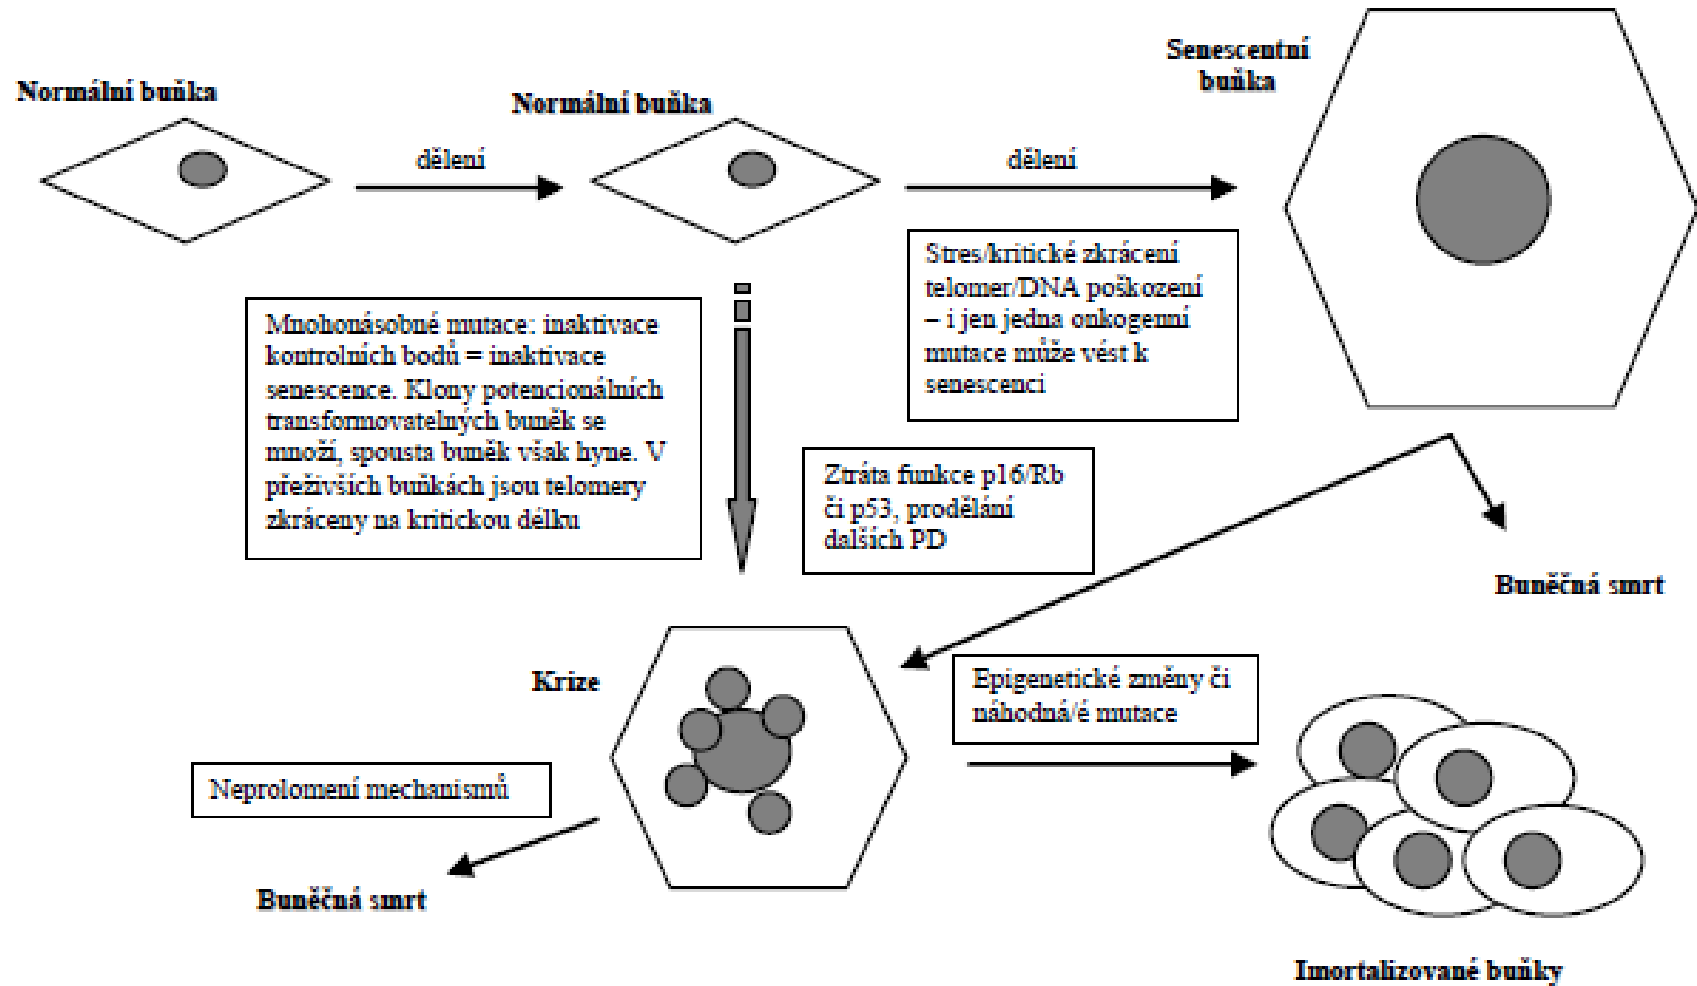 Normální buňka
dělení
Normální buňka
dělení
Senescentní
buňka
Stres/kritické zkrácení
telomer/DNA poškození
– i jen jedna onkogenní
mutace může vést k
senescenci
Mnohonásobné mutace: inaktivace
kontrolních bodů = inaktivace
senescence. Klony potencionálních
transformovatelných buněk se
množí, spousta buněk však hyne. V
přeživších buňkách jsou telomery
zkráceny na kritickou délku
Ztráta funkce p16/Rb
či p53, prodělání
dalších PD
Buněčná smrt
Krize
Epigenetické změny či
náhodná/é mutace
Neprolomení mechanismů
Buněčná smrt
Imortalizované buňky